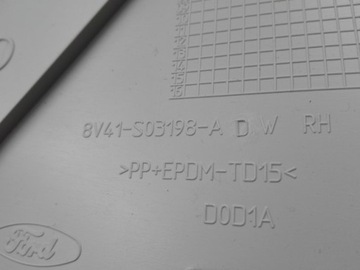 8V41-S03198-A D W RH
>PP+EPDM-TD15<
D0D1A
Ford